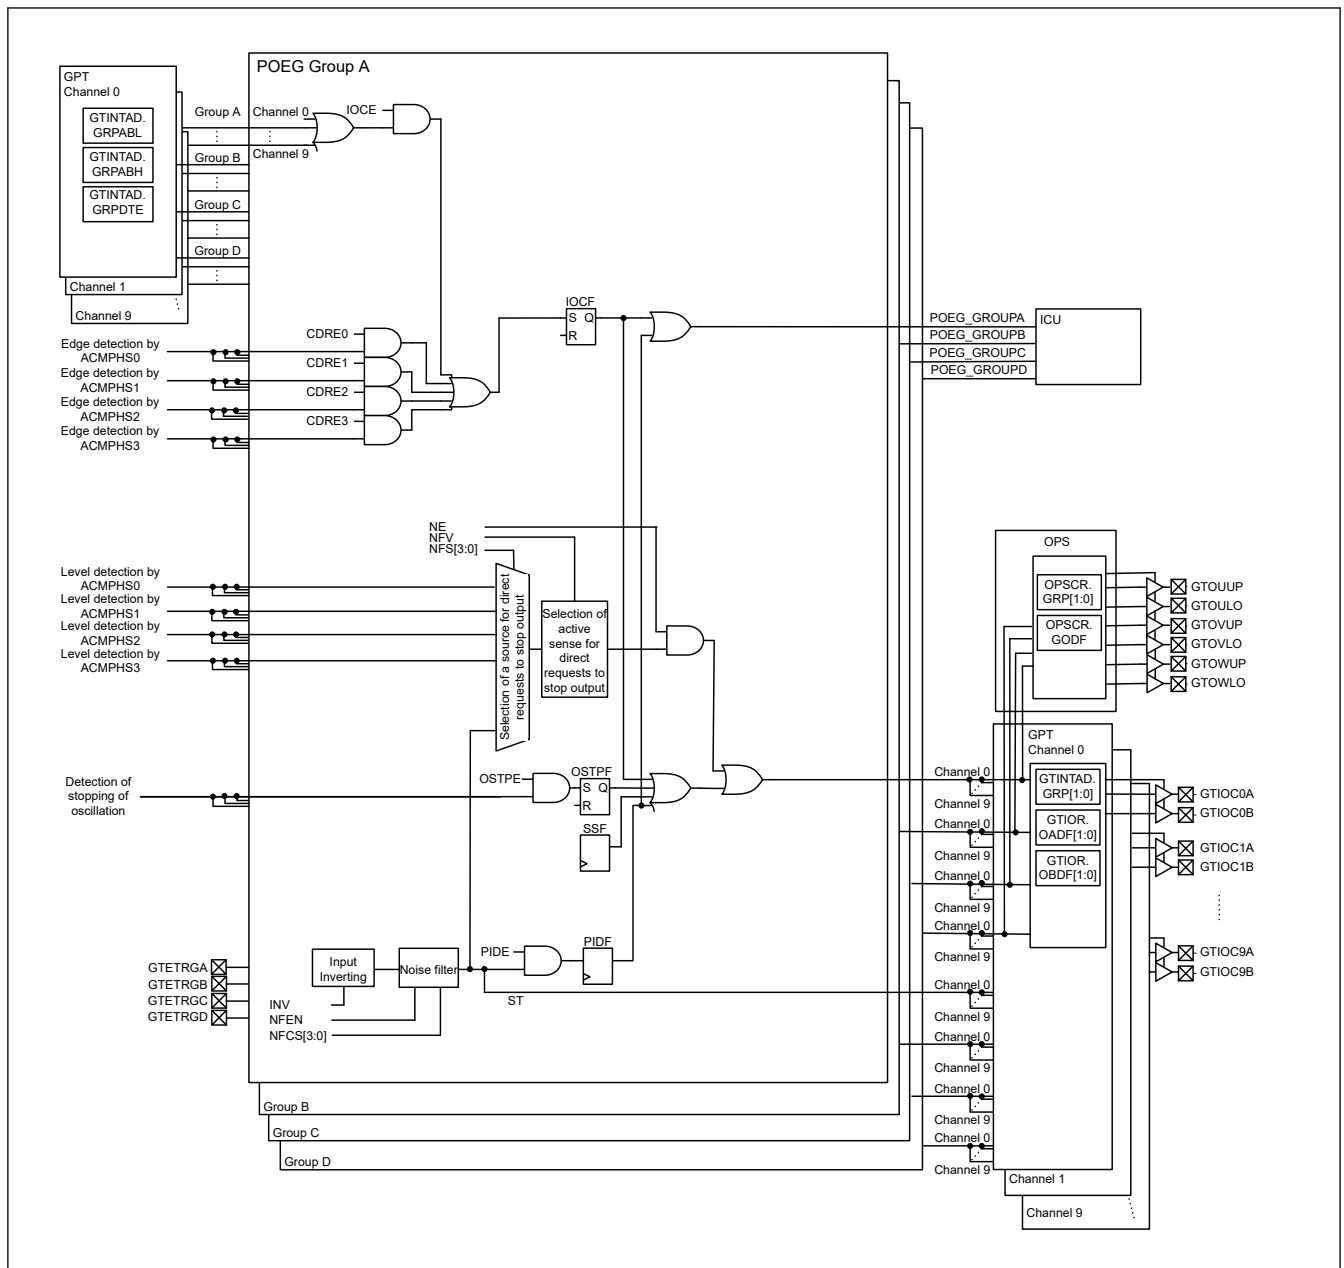 POEG Group A
GPT
Channel 0
GTINTAD.
GRPABL
GTINTAD.
GRPABH
GTINTAD.
GRPDTE
Channel 1
Channel 9
Group A
Group B
Group C
Group D
Channel 0
Channel 9
IOCE
CDRE0
CDRE1
CDRE2
CDRE3
Edge detection by
ACMPHS0
Edge detection by
ACMPHS1
Edge detection by
ACMPHS2
Edge detection by
ACMPHS3
IOCF
S Q
R
POEG_GROUPA
POEG_GROUPB
POEG_GROUPC
POEG_GROUPD
ICU
NE
NFV
NFS[3:0]
Level detection by
ACMPHS0
Level detection by
ACMPHS1
Level detection by
ACMPHS2
Level detection by
ACMPHS3
Selection of a source for direct
requests to stop output
Selection of
active
sense for
direct
requests to
stop output
OPS
OPSCR.
GRP[1:0]
OPSCR.
GODF
GTOUUP
GTOULO
GTOVUP
GTOVLO
GTOWUP
GTOWLO
Detection of
stopping of
oscillation
OSTPE
OSTPF
S Q
R
SSF
PIDE
PIDF
GTETRGA
GTETRGB
GTETRGC
GTETRGD
Input
Inverting
Noise filter
INV
NFEN
NFCS[3:0]
ST
Channel 0
Channel 9
Channel 0
Channel 9
Channel 0
Channel 9
Channel 0
Channel 9
Channel 0
Channel 9
Channel 0
Channel 9
Channel 0
Channel 9
Channel 0
Channel 9
GPT
Channel 0
GTINTAD.
GRP[1:0]
GTIOR.
OADF[1:0]
GTIOR.
OBDF[1:0]
GTIOC0A
GTIOC0B
GTIOC1A
GTIOC1B
GTIOC9A
GTIOC9B
Channel 1
Channel 9
Group B
Group C
Group D